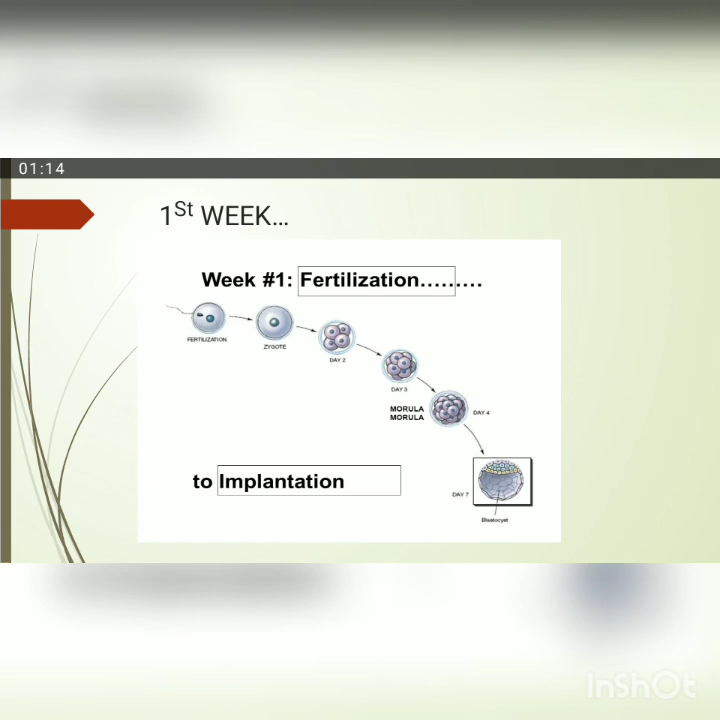 01:14
1St WEEK...
Week #1: Fertilization.........
FERTILIZATION
ZYGOTE
DAY 2
DAY 3
MORULA
MORULA
DAY 4
to Implantation
DAY 7
Blastocyst
InShOt